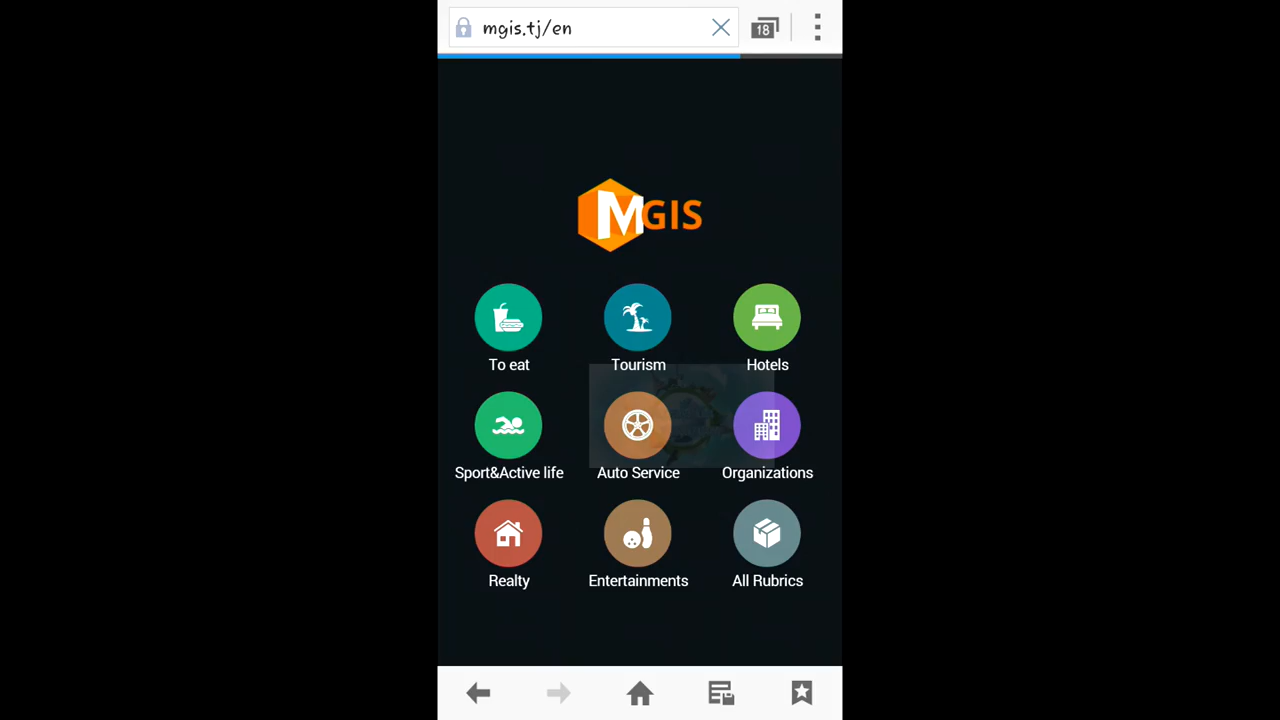 mgis.tj/en
18
MGIS
To eat
Tourism
Hotels
Sport&Active life
Auto Service
Organizations
Realty
Entertainments
All Rubrics